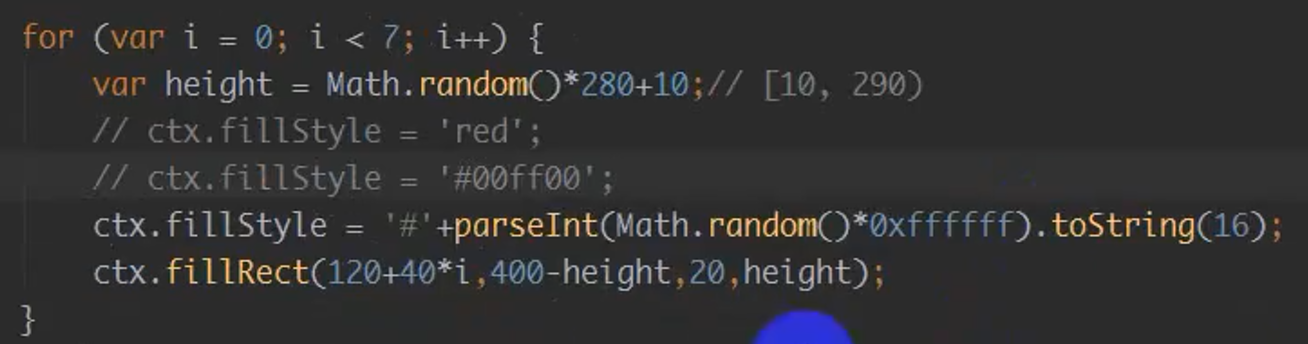 for (var i = 0; i < 7; i++) {
    var height = Math.random()*280+10;// [10, 290)
    // ctx.fillStyle = 'red';
    // ctx.fillStyle = '#00ff00';
    ctx.fillStyle = '#'+parseInt(Math.random()*0xffffff).toString(16);
    ctx.fillRect(120+40*i,400-height,20,height);
}